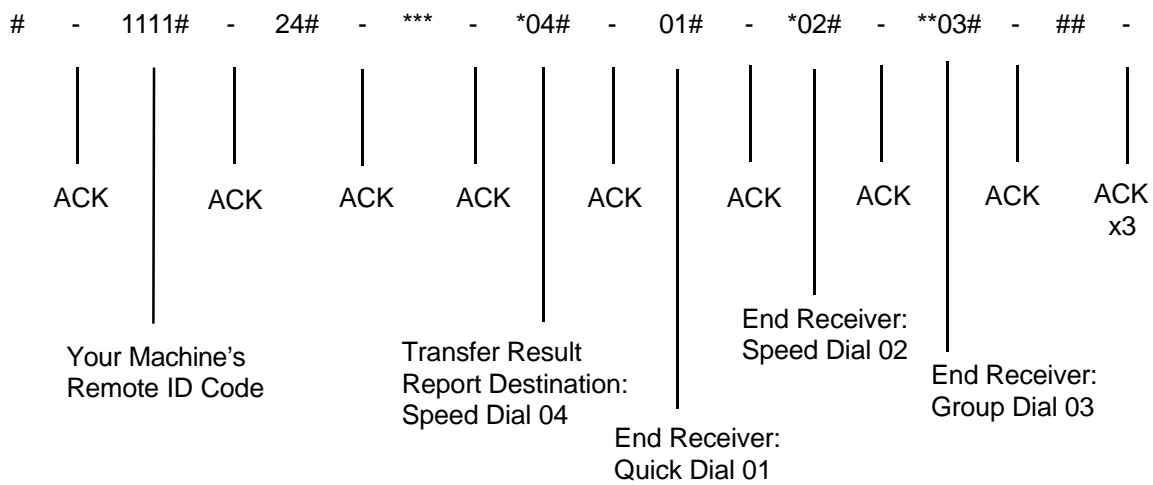 # - 1111# - 24# - *** - *04# - 01# - *02# - **03# - ## -
ACK ACK ACK ACK ACK ACK ACK ACK ACK
x3
Your Machine's
Remote ID Code
Transfer Result
Report Destination:
Speed Dial 04
End Receiver:
Quick Dial 01
End Receiver:
Speed Dial 02
End Receiver:
Group Dial 03